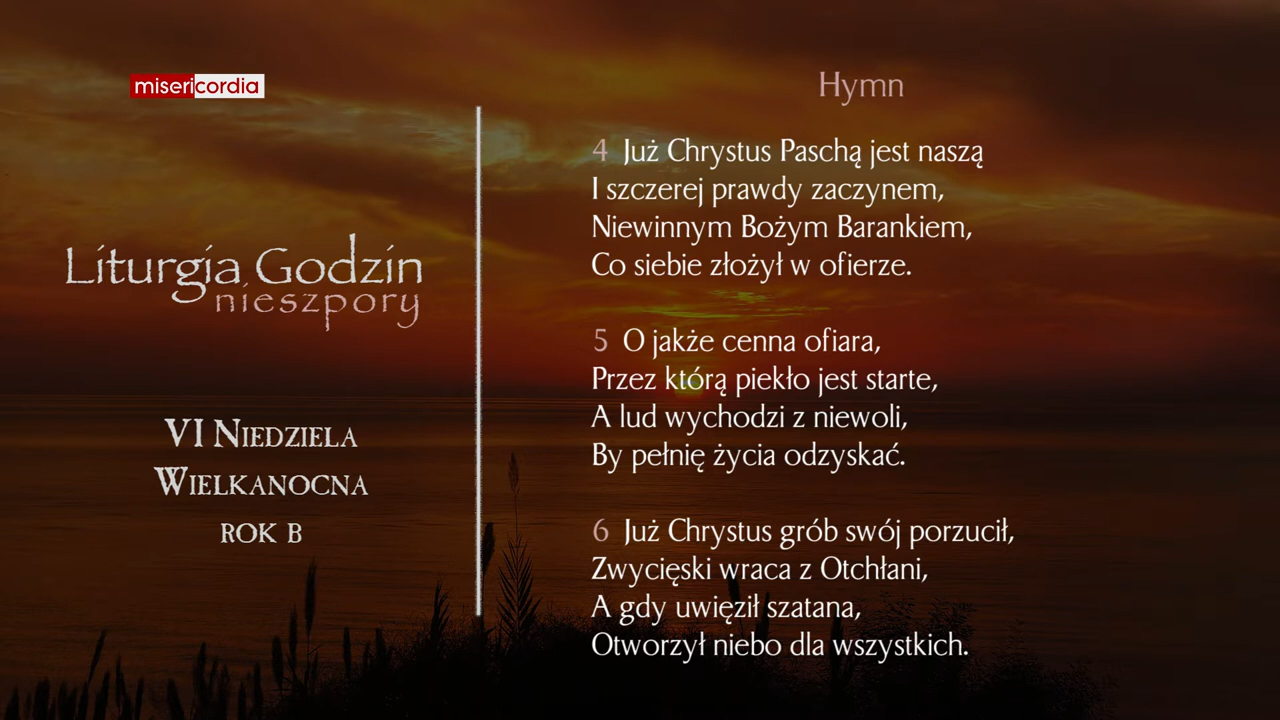 misericordia
Liturgia Godzin
nieszpory
VI Niedziela
Wielkanocna
rok B
Hymn
4 Już Chrystus Paschą jest naszą
I szczerej prawdy zaczynem,
Niewinnym Bożym Barankiem,
Co siebie złożył w ofierze.
5 O jakże cenna ofiara,
Przez którą piekło jest starte,
A lud wychodzi z niewoli,
By pełnię życia odzyskać.
6 Już Chrystus grób swój porzucił,
Zwycięski wraca z Otchłani,
A gdy uwięził szatana,
Otworzył niebo dla wszystkich.